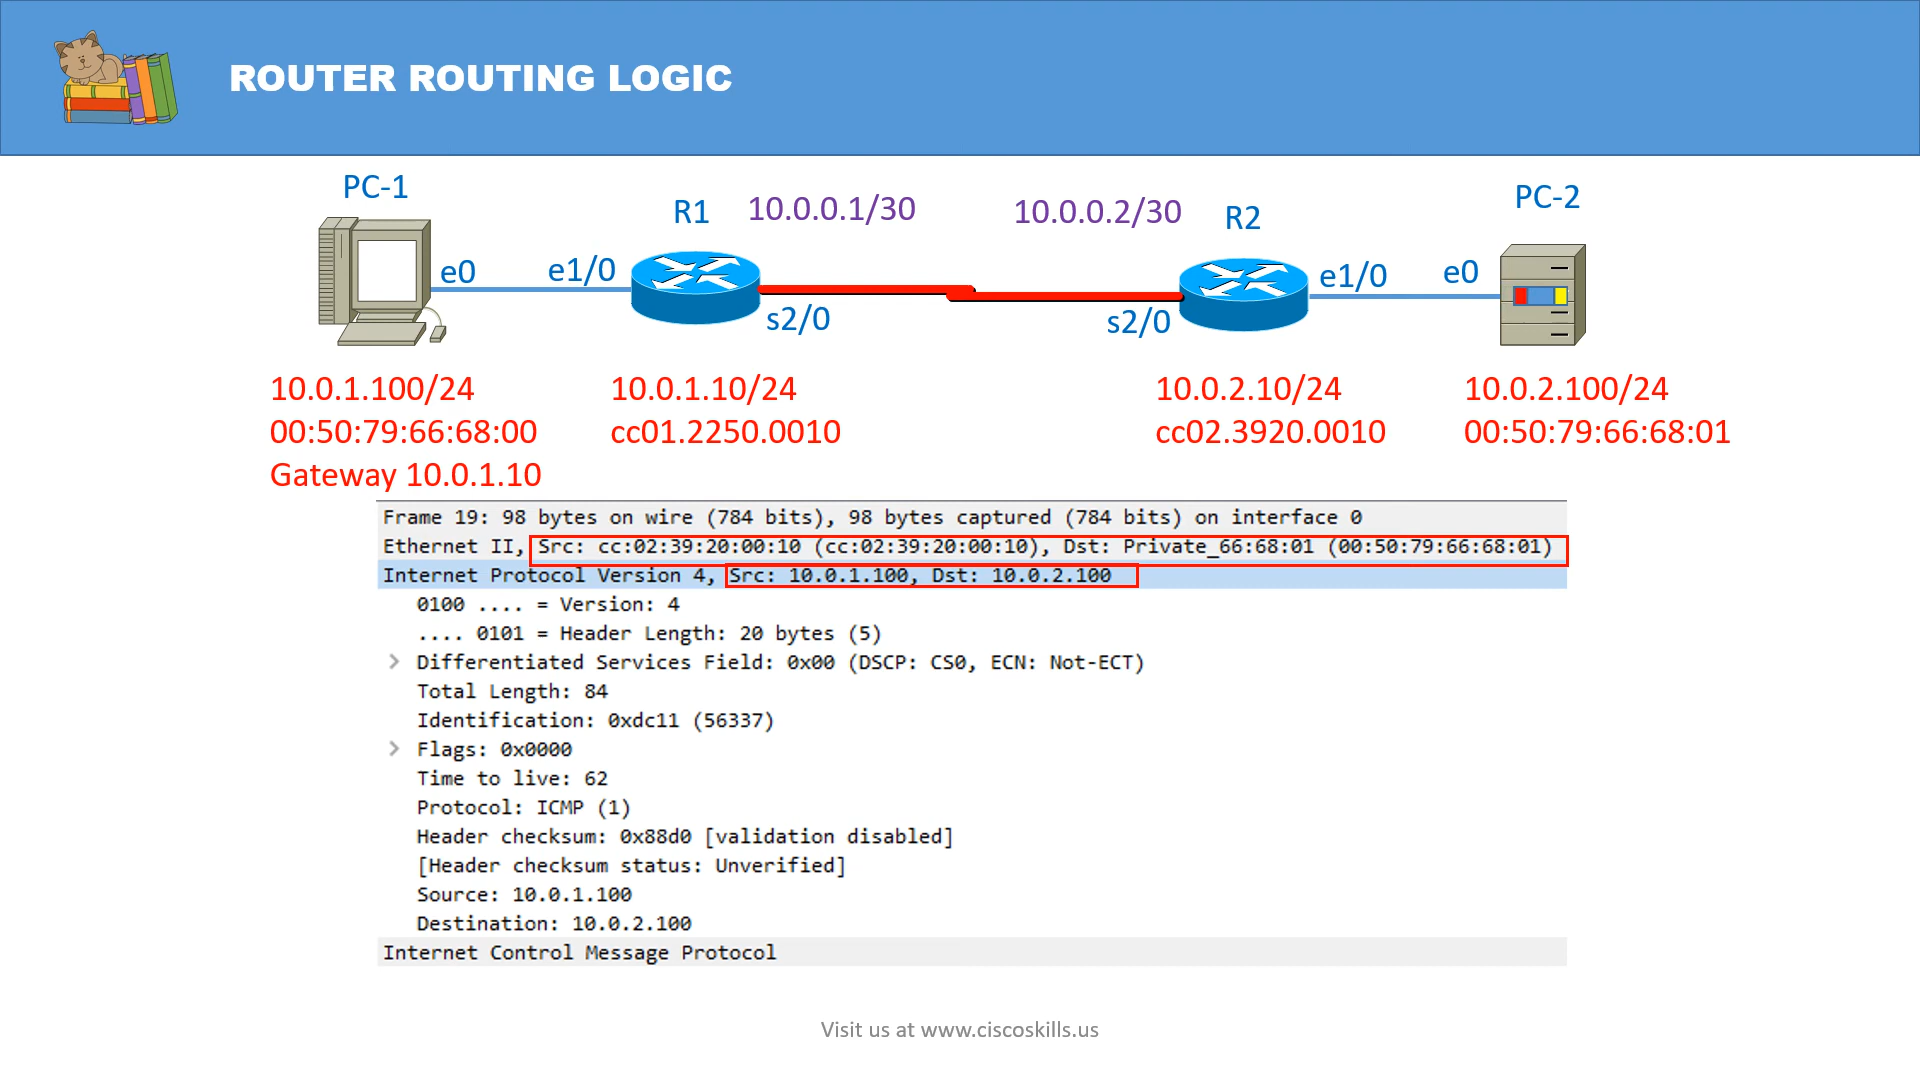 ROUTER ROUTING LOGIC
PC-1
R1
10.0.0.1/30
10.0.0.2/30
R2
PC-2
e0
e1/0
s2/0
s2/0
e1/0
e0
10.0.1.100/24
00:50:79:66:68:00
Gateway 10.0.1.10
10.0.1.10/24
cc01.2250.0010
10.0.2.10/24
cc02.3920.0010
10.0.2.100/24
00:50:79:66:68:01
Frame 19: 98 bytes on wire (784 bits), 98 bytes captured (784 bits) on interface 0
Ethernet II, Src: cc:02:39:20:00:10 (cc:02:39:20:00:10), Dst: Private_66:68:01 (00:50:79:66:68:01)
Internet Protocol Version 4, Src: 10.0.1.100, Dst: 10.0.2.100
0100 .... = Version: 4
.... 0101 = Header Length: 20 bytes (5)
Differentiated Services Field: 0x00 (DSCP: CS0, ECN: Not-ECT)
Total Length: 84
Identification: 0xdc11 (56337)
Flags: 0x0000
Time to live: 62
Protocol: ICMP (1)
Header checksum: 0x88d0 [validation disabled]
[Header checksum status: Unverified]
Source: 10.0.1.100
Destination: 10.0.2.100
Internet Control Message Protocol
Visit us at www.ciscoskills.us